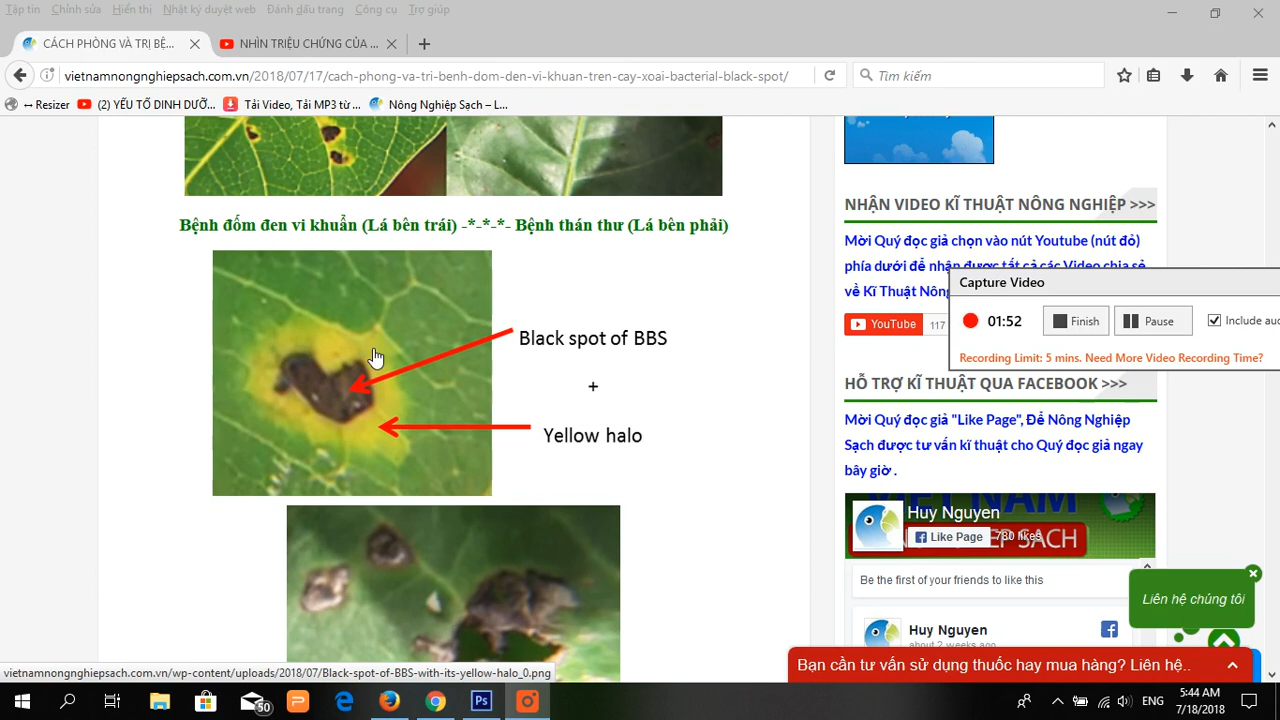 Tập tin Chỉnh sửa Hiển thị Nhật ký duyệt web Đánh dấu trang Công cụ Trợ giúp
CÁCH PHÒNG VÀ TRỊ BỆ...
NHÌN TRIỆU CHỨNG CỦA ...
vietnamnongnghiepsach.com.vn/2018/07/17/cach-phong-va-tri-benh-dom-den-vi-khuan-tren-cay-xoai-bacterial-black-spot/
Tìm kiếm
↔ Resizer
(2) YẾU TỐ DINH DƯỠ...
Tải Video, Tải MP3 từ ...
Nông Nghiệp Sạch – L...
Bệnh đốm đen vi khuẩn (Lá bên trái) -*-*-*- Bệnh thán thư (Lá bên phải)
Black spot of BBS
+
Yellow halo
NHẬN VIDEO KĨ THUẬT NÔNG NGHIỆP >>>
Mời Quý đọc giả chọn vào nút Youtube (nút đỏ)
phía dưới để nhận được tất cả các Video chia sẻ
về Kĩ Thuật Nông
YouTube 117
Capture Video
01:52 Finish Pause Include aud
Recording Limit: 5 mins. Need More Video Recording Time?
HỖ TRỢ KĨ THUẬT QUA FACEBOOK >>>
Mời Quý đọc giả "Like Page", Để Nông Nghiệp
Sạch được tư vấn kĩ thuật cho Quý đọc giả ngay
bây giờ .
Huy Nguyen
Like Page 780 likes
Be the first of your friends to like this
Huy Nguyen
about 2 weeks ago
Liên hệ chúng tôi
Bạn cần tư vấn sử dụng thuốc hay mua hàng? Liên hệ..
vietnamnongnghiepsach.com.vn/wp-content/uploads/2018/07/Black-spot-of-BBS-with-its-yellow-halo_0.png
50
ENG
5:44 AM
7/18/2018